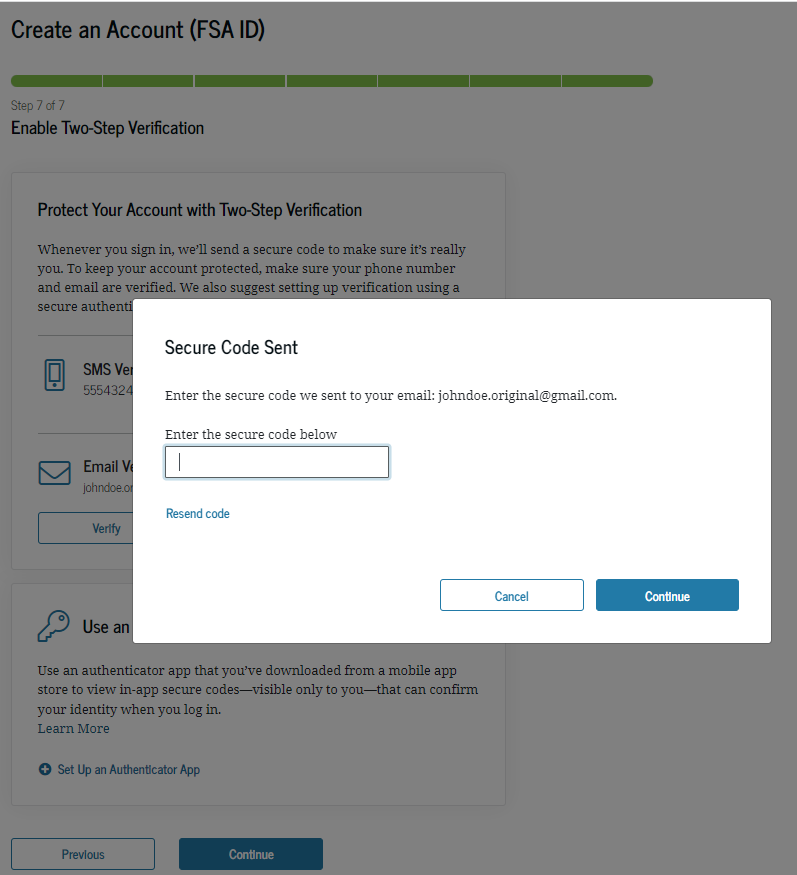 Create an Account (FSA ID)
Step 7 of 7
Enable Two-Step Verification
Protect Your Account with Two-Step Verification
Whenever you sign in, we'll send a secure code to make sure it's really
you. To keep your account protected, make sure your phone number
and email are verified. We also suggest setting up verification using a
secure authenti
SMS Ver
5554324
Email Ve
johndoe.or
Verify
Secure Code Sent
Enter the secure code we sent to your email: johndoe.original@gmail.com.
Enter the secure code below
Resend code
Cancel
Continue
Use an
Use an authenticator app that you've downloaded from a mobile app
store to view in-app secure codes—visible only to you—that can confirm
your identity when you log in.
Learn More
Set Up an Authenticator App
Previous
Continue